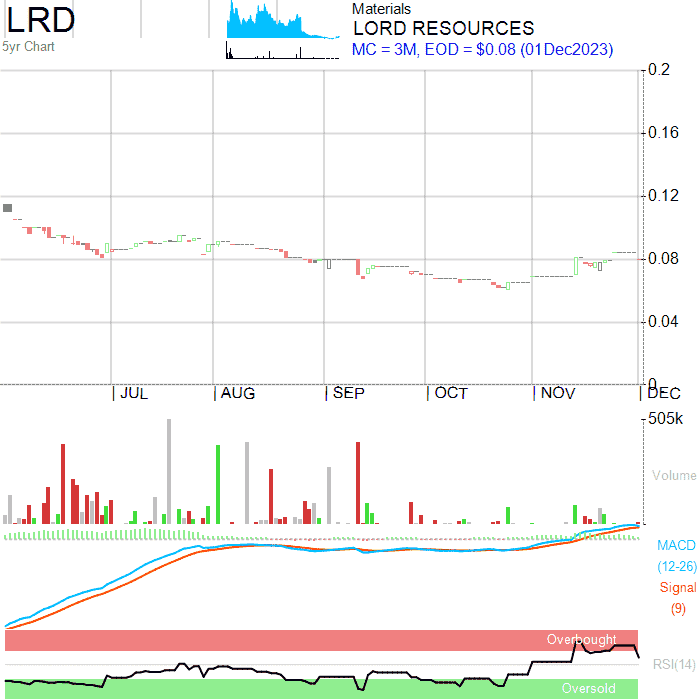 LRD
5yr Chart
Materials
LORD RESOURCES
MC = 3M, EOD = $0.08 (01Dec2023)
0.2
0.16
0.12
0.08
0.04
0
JUL AUG SEP OCT NOV DEC
505k
Volume
MACD
(12-26)
Signal
(9)
Overbought
RSI(14)
Oversold